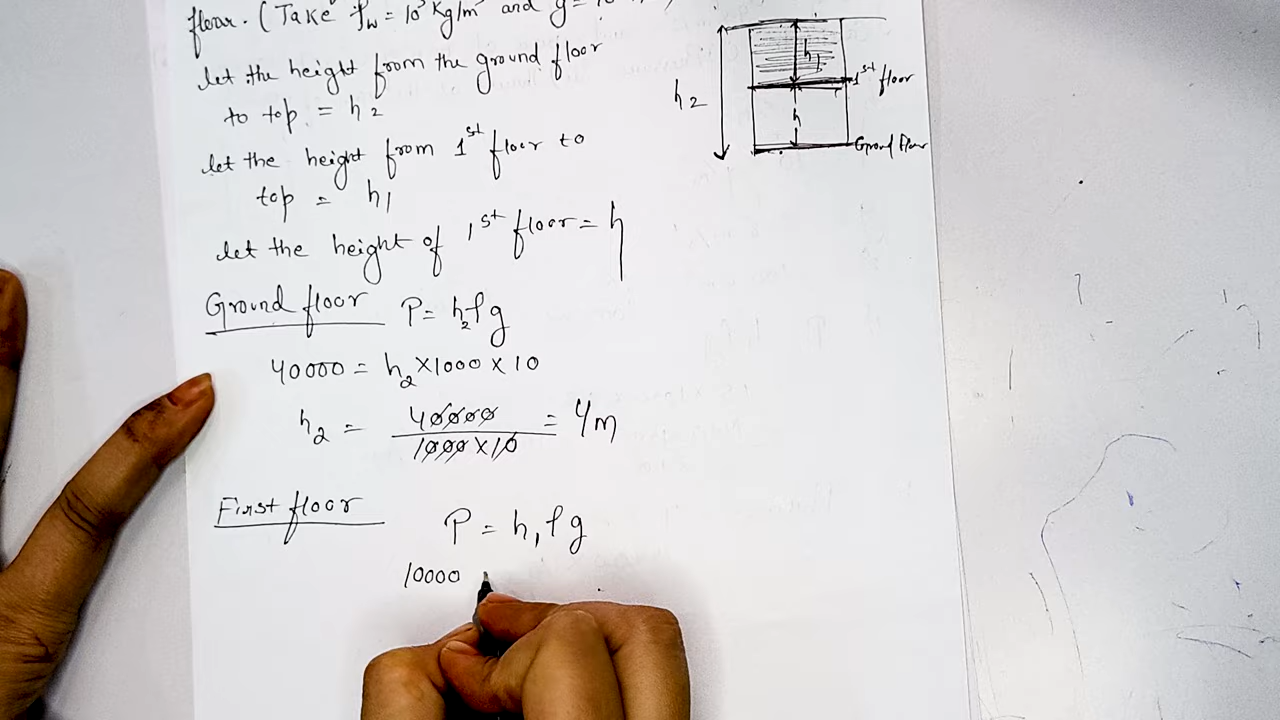 floor. (Take ρw = 10³ kg/m³ and g = 10
let the height from the ground floor
to top = h2
let the height from 1st floor to
top = h1
let the height of 1st floor = h
Ground floor P = h2ρg
40000 = h2 × 1000 × 10
h2 = 40000 / 1000 × 10 = 4m
First floor P = h1ρg
10000
h2
h1
1st floor
h
Ground Floor